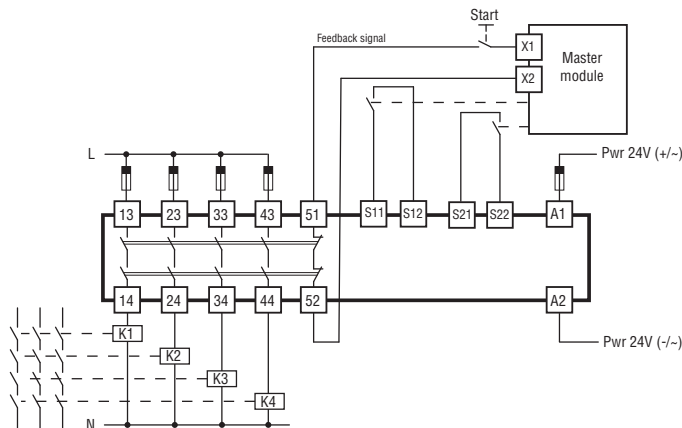 Start
Feedback signal
X1
Master
module
X2
L
Pwr 24V (+/~)
13 23 33 43 51 S11 S12 S21 S22 A1
14 24 34 44 52 A2
K1
Pwr 24V (-/~)
K2
K3
K4
N